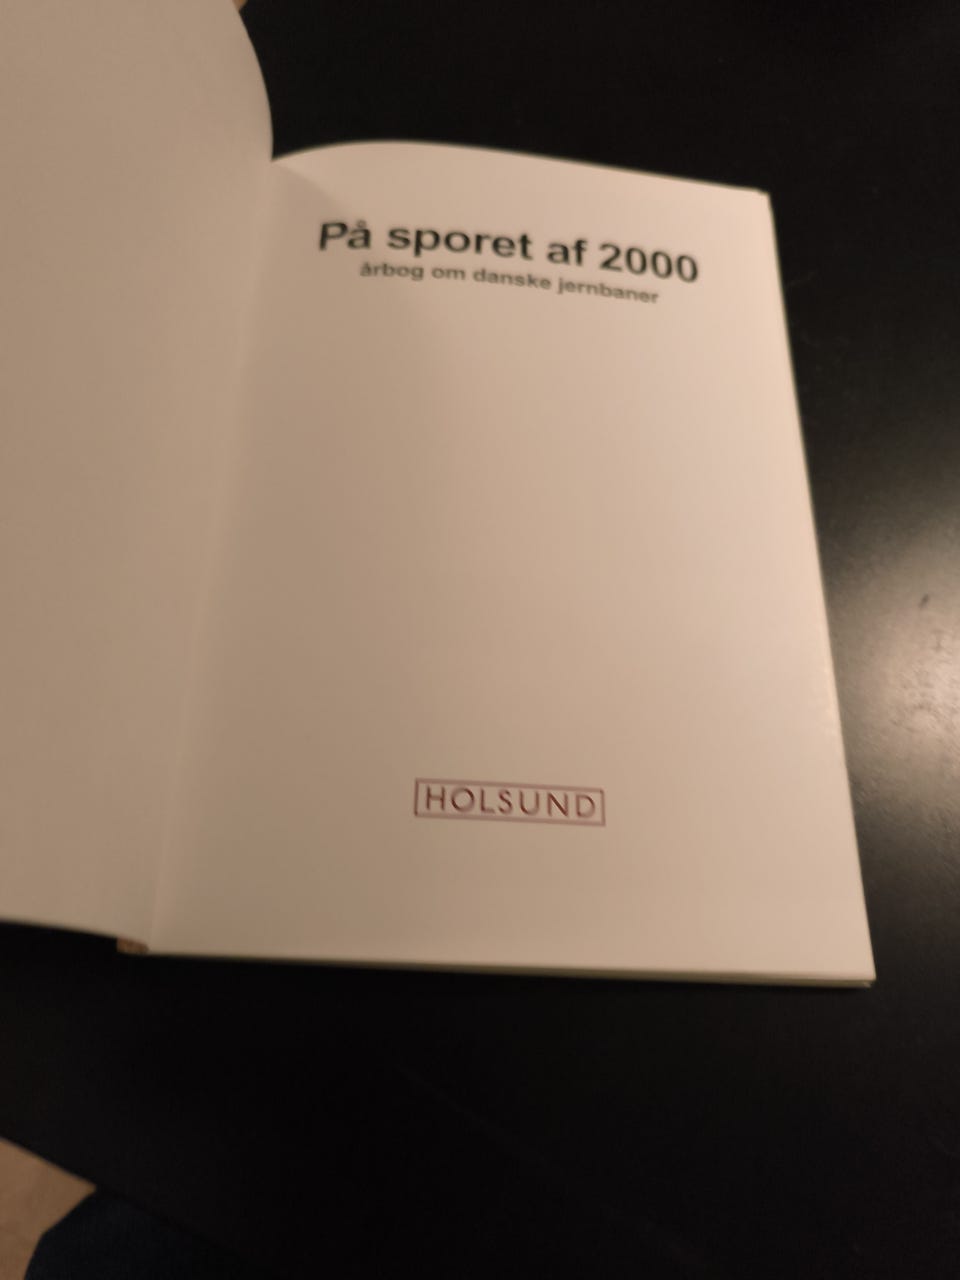 På sporet af 2000
årbog om danske jernbaner
HOLSUND